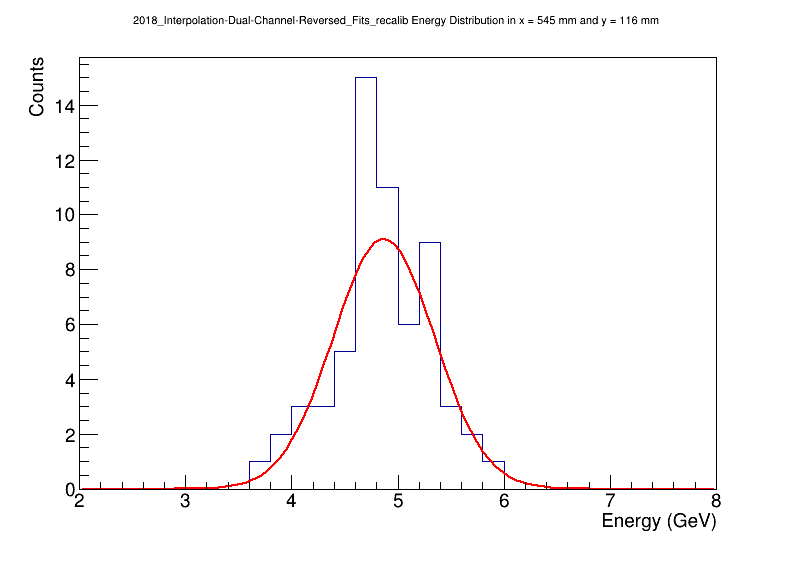 2018_Interpolation-Dual-Channel-Reversed_Fits_recalib Energy Distribution in x = 545 mm and y = 116 mm
Counts
14
12
10
8
6
4
2
0
2 3 4 5 6 7 8
Energy (GeV)